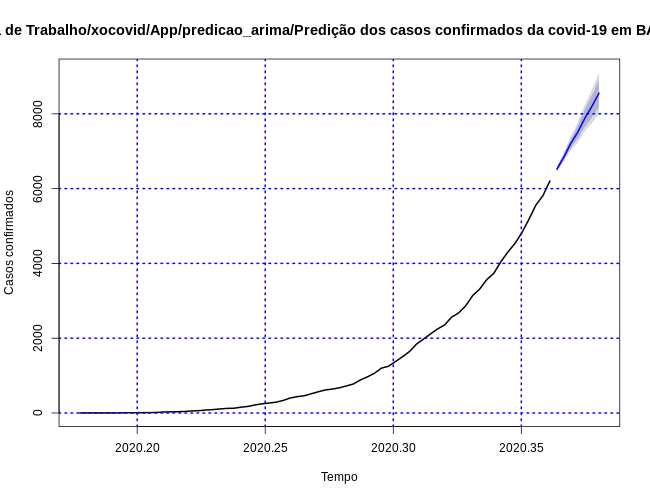 de Trabalho/xocovid/App/predicao_arima/Predição dos casos confirmados da covid-19 em BA
Casos confirmados
8000
6000
4000
2000
0
2020.20 2020.25 2020.30 2020.35
Tempo